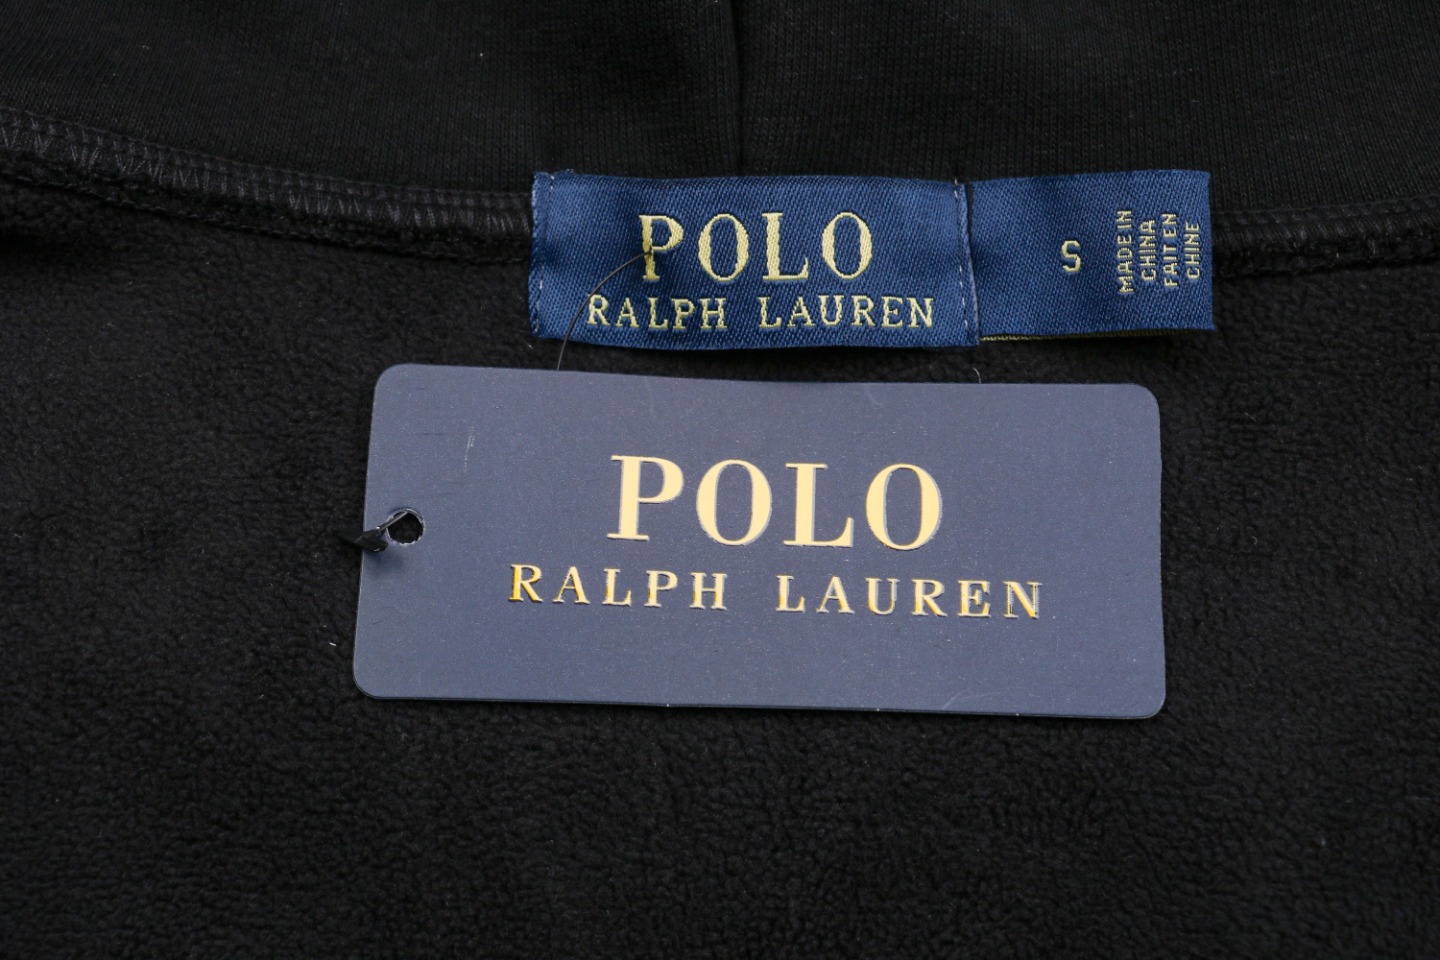 POLO
RALPH LAUREN
S
MADE IN
CHINA
FAIT EN
CHINE
POLO
RALPH LAUREN